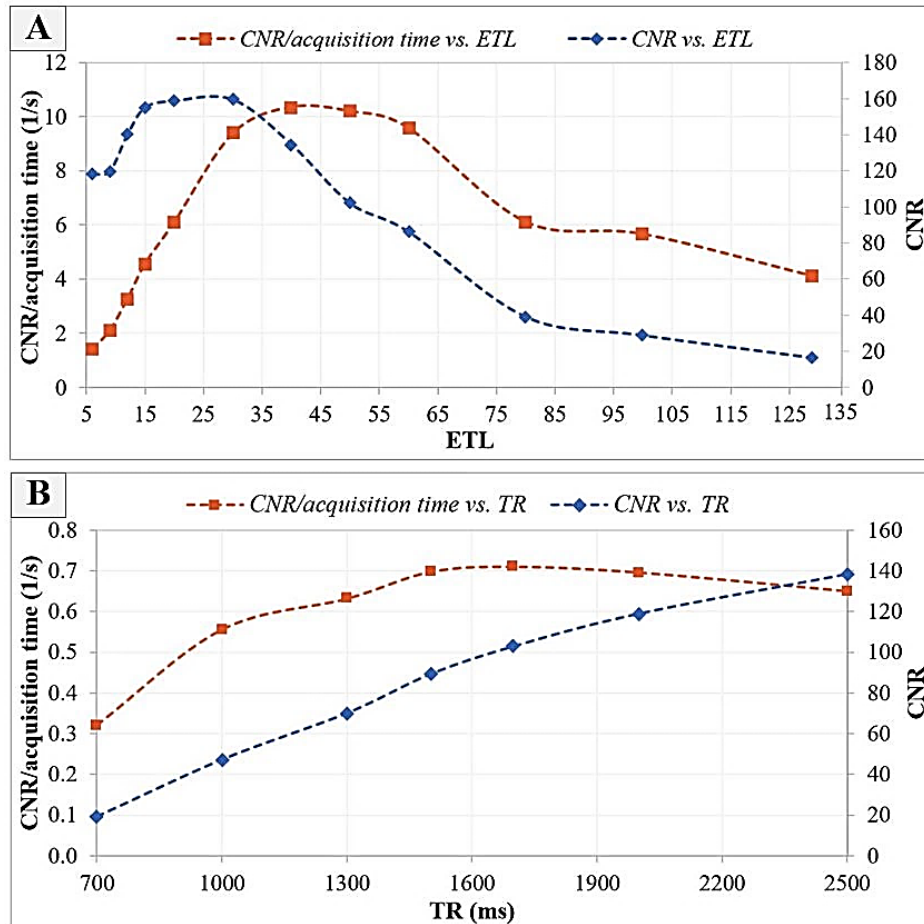 A
CNR/acquisition time vs. ETL CNR vs. ETL
CNR/acquisition time (1/s)
12
10
8
6
4
2
0
180
160
140
120
100
80
60
40
20
0
CNR
5 15 25 35 45 55 65 75 85 95 105 115 125 135
ETL
B
CNR/acquisition time vs. TR CNR vs. TR
CNR/acquisition time (1/s)
0.8
0.7
0.6
0.5
0.4
0.3
0.2
0.1
0.0
160
140
120
100
80
60
40
20
0
CNR
700 1000 1300 1600 1900 2200 2500
TR (ms)